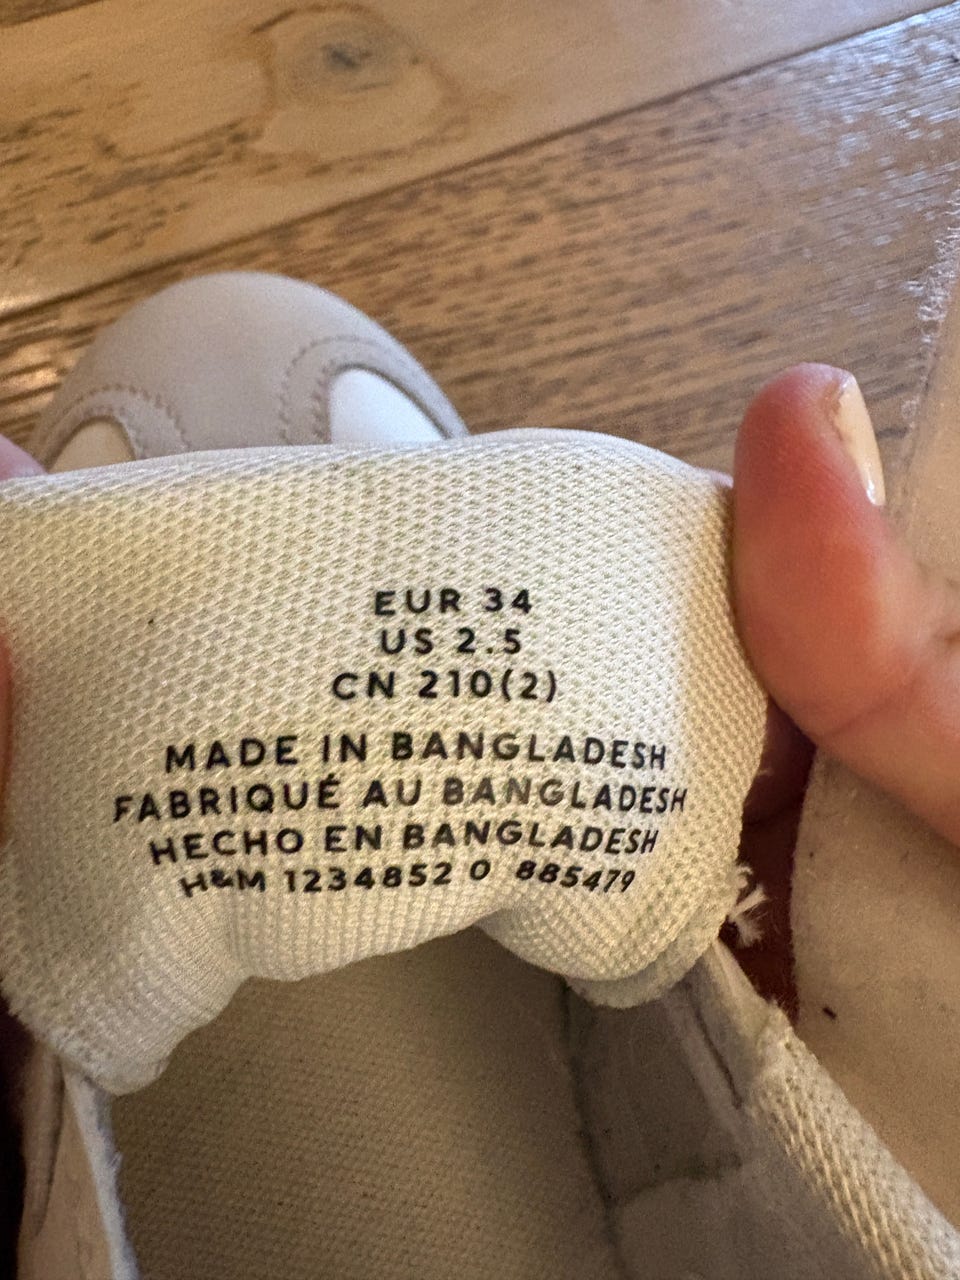 EUR 34
US 2.5
CN 210(2)
MADE IN BANGLADESH
FABRIQUÉ AU BANGLADESH
HECHO EN BANGLADESH
H&M 1234852 0 885479